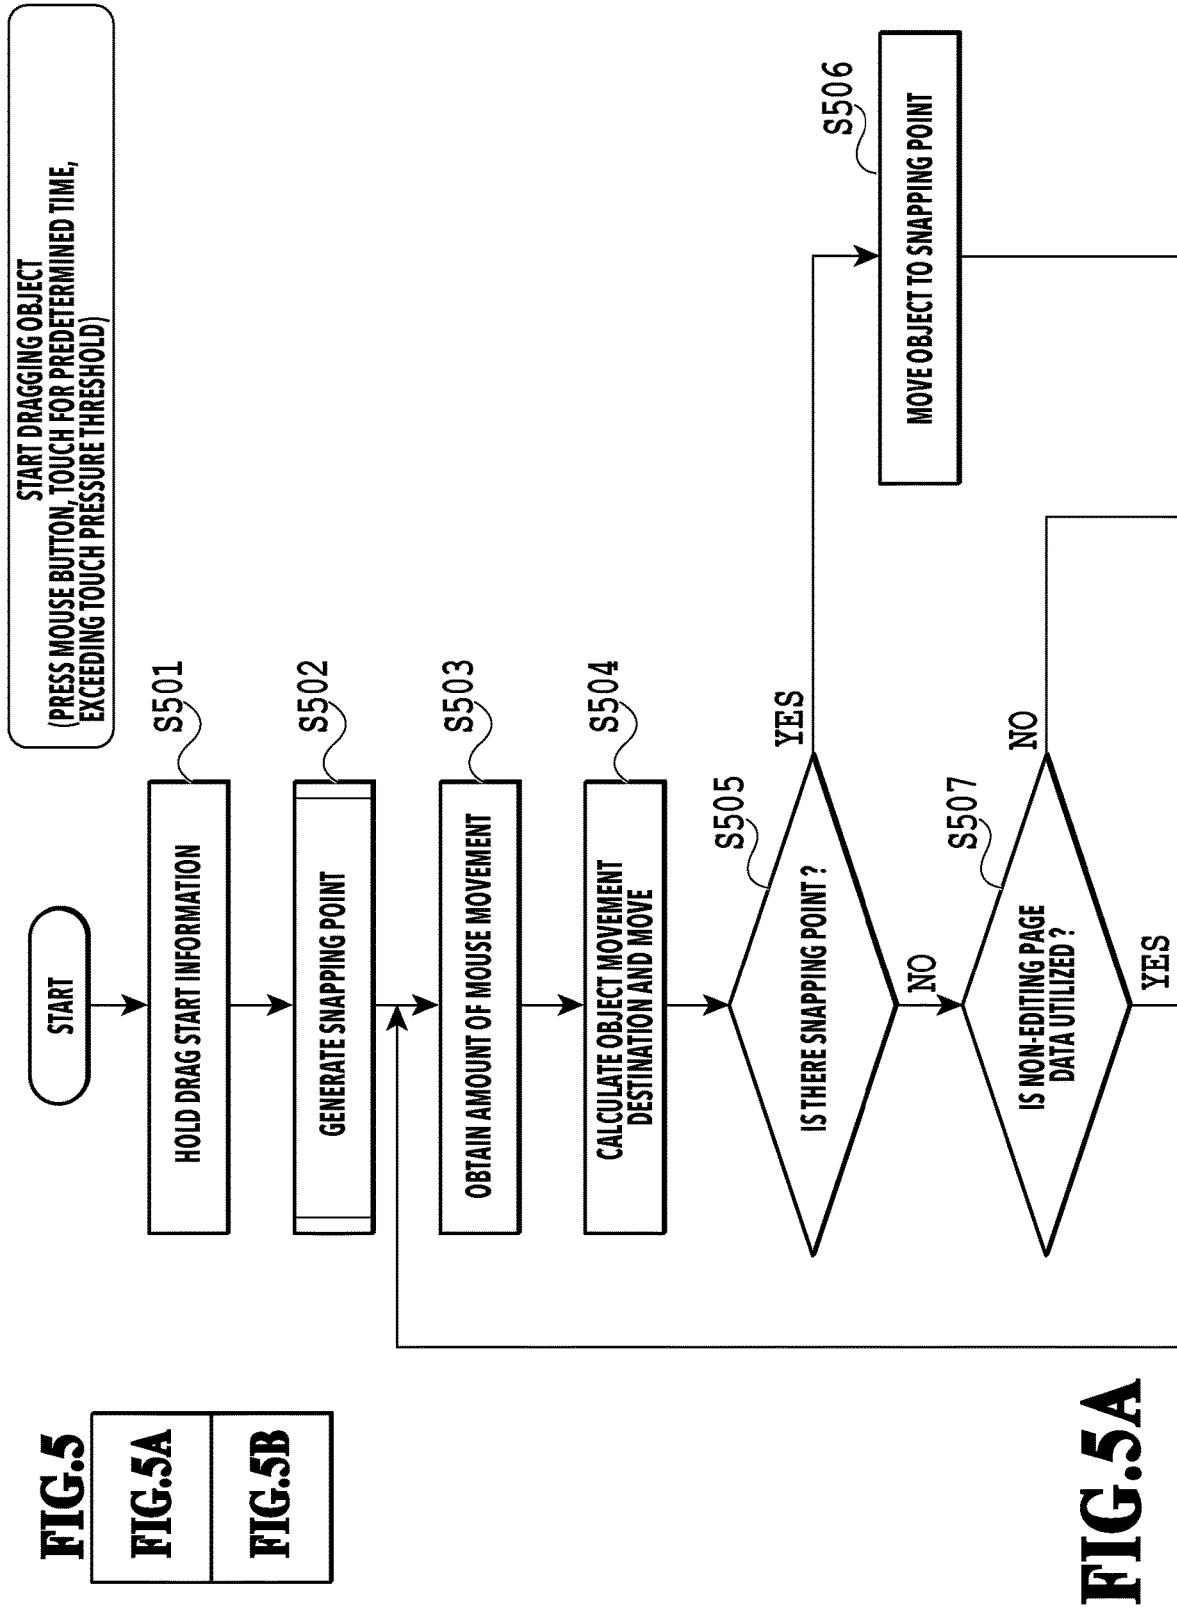 FIG.5
FIG.5A
FIG.5B
START
START DRAGGING OBJECT
(PRESS MOUSE BUTTON, TOUCH FOR PREDETERMINED TIME,
EXCEEDING TOUCH PRESSURE THRESHOLD)
S501
HOLD DRAG START INFORMATION
S502
GENERATE SNAPPING POINT
S503
OBTAIN AMOUNT OF MOUSE MOVEMENT
S504
CALCULATE OBJECT MOVEMENT
DESTINATION AND MOVE
S505
IS THERE SNAPPING POINT ?
YES
NO
S506
MOVE OBJECT TO SNAPPING POINT
S507
IS NON-EDITING PAGE
DATA UTILIZED ?
NO
YES
FIG.5A